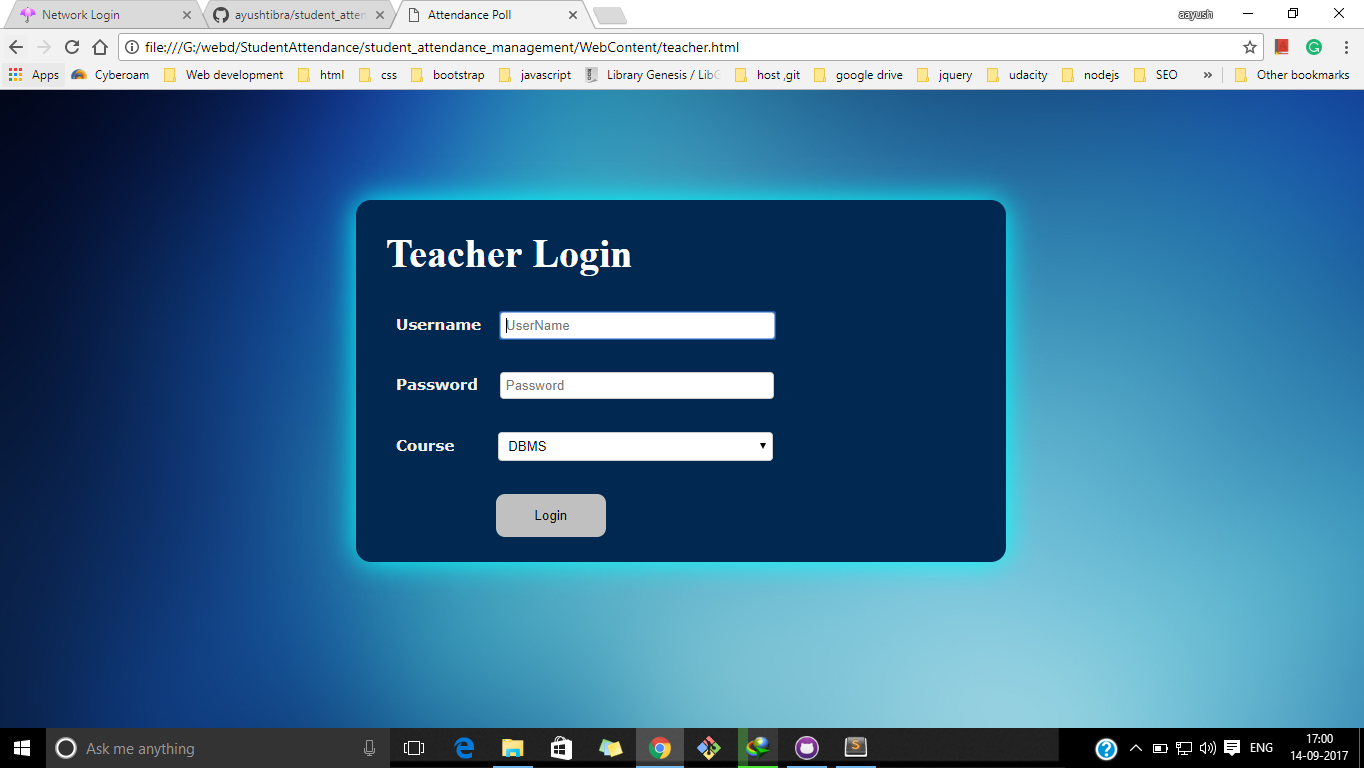 Network Login
ayushtibra/student_atten
Attendance Poll
aayush
file:///G:/webd/StudentAttendance/student_attendance_management/WebContent/teacher.html
Apps Cyberoam Web development html css bootstrap javascript Library Genesis / LibG host ,git google drive jquery udacity nodejs SEO » Other bookmarks
Teacher Login
Username UserName
Password Password
Course DBMS
Login
Ask me anything
ENG
17:00
14-09-2017